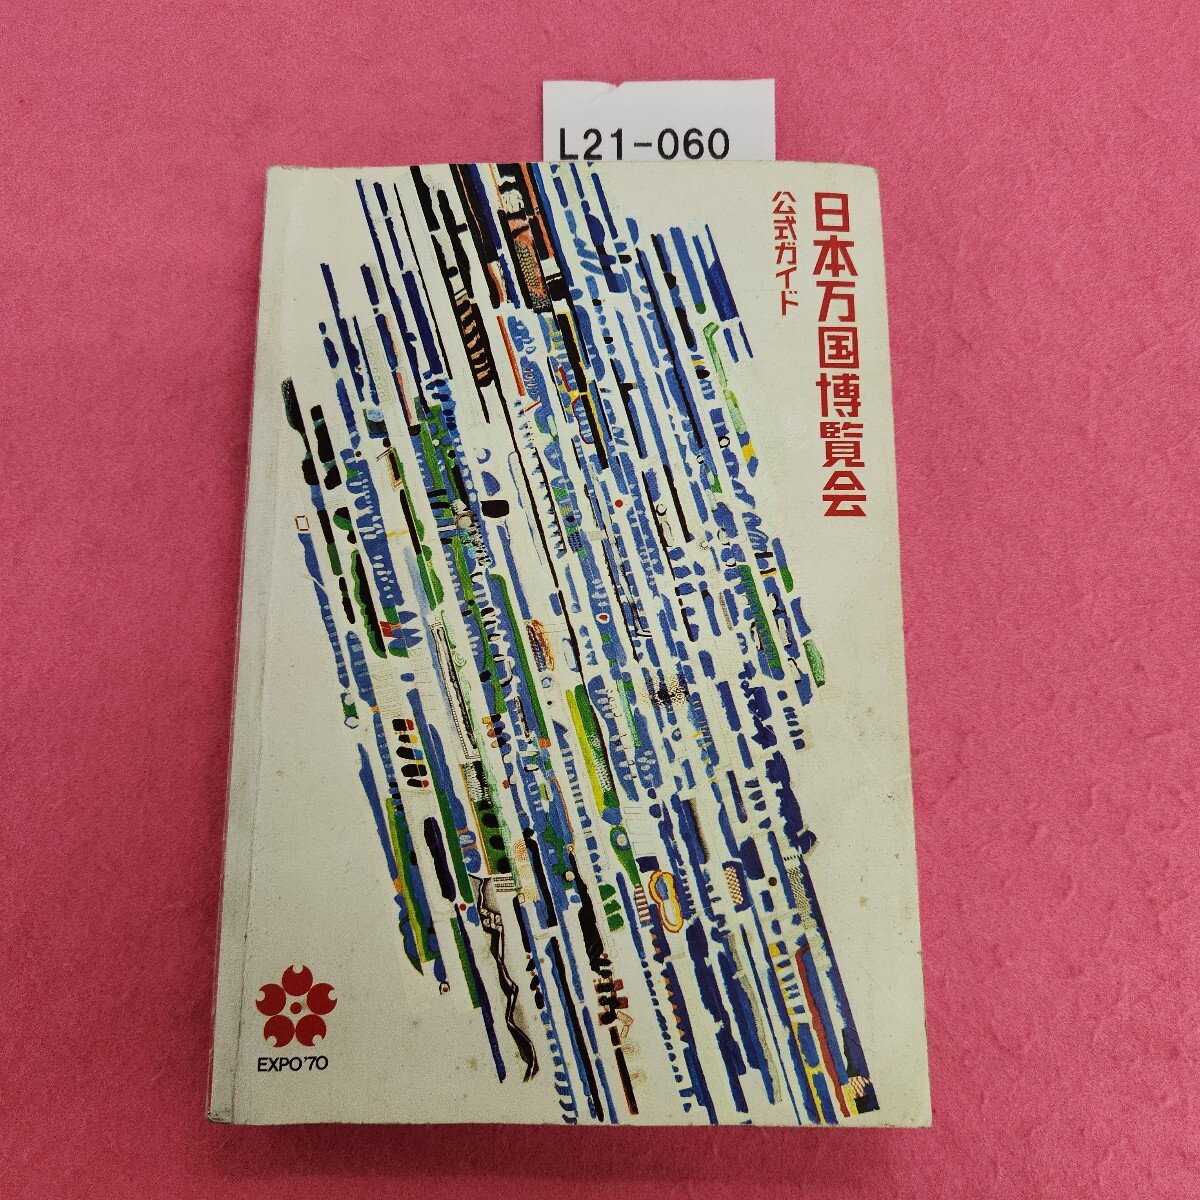 L21-060
日本万国博覧会
公式ガイド
EXPO'70